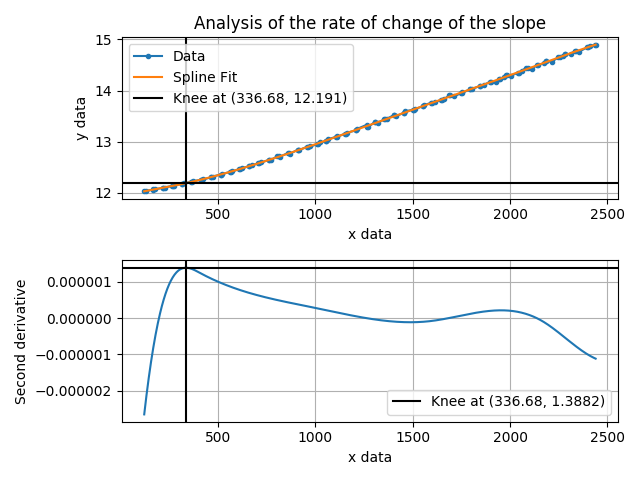 Analysis of the rate of change of the slope
15
14
13
12
y data
Data
Spline Fit
Knee at (336.68, 12.191)
500
1000
1500
2000
2500
x data
0.000001
0.000000
−0.000001
−0.000002
Second derivative
Knee at (336.68, 1.3882)
500
1000
1500
2000
2500
x data